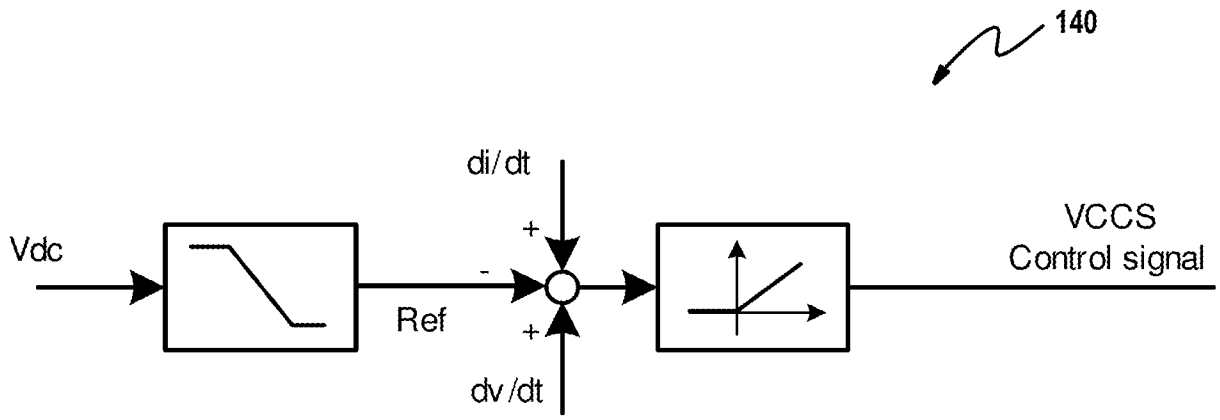 140
di/dt
Vdc
+
-
Ref
+
dv/dt
VCCS
Control signal